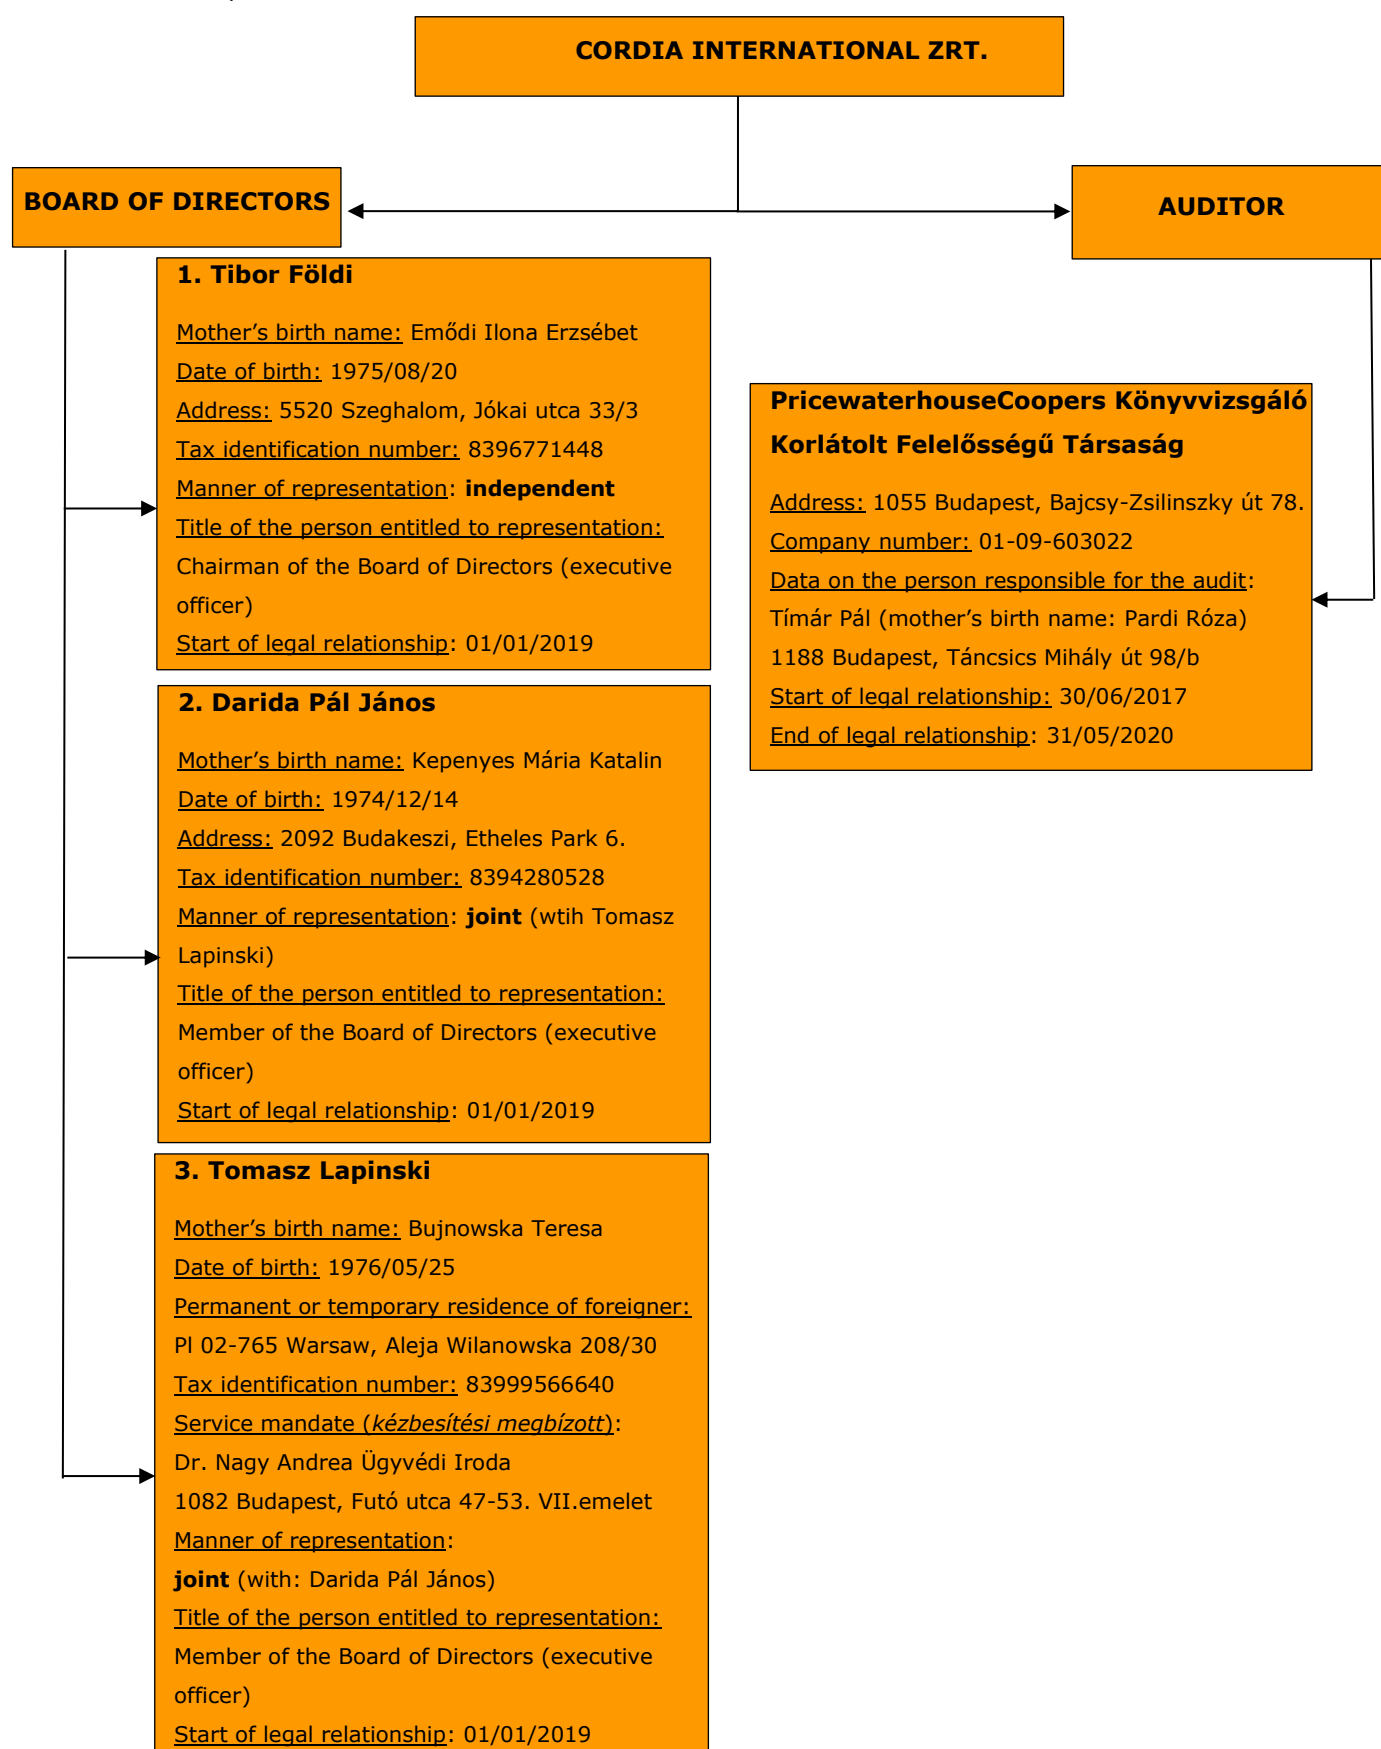 CORDIA INTERNATIONAL ZRT.
BOARD OF DIRECTORS
AUDITOR
1. Tibor Földi
Mother’s birth name: Emődi Ilona Erzsébet
Date of birth: 1975/08/20
Address: 5520 Szeghalom, Jókai utca 33/3
Tax identification number: 8396771448
Manner of representation: independent
Title of the person entitled to representation:
Chairman of the Board of Directors (executive
officer)
Start of legal relationship: 01/01/2019
PricewaterhouseCoopers Könyvvizsgáló
Korlátolt Felelősségű Társaság
Address: 1055 Budapest, Bajcsy-Zsilinszky út 78.
Company number: 01-09-603022
Data on the person responsible for the audit:
Tímár Pál (mother’s birth name: Pardi Róza)
1188 Budapest, Táncsics Mihály út 98/b
Start of legal relationship: 30/06/2017
End of legal relationship: 31/05/2020
2. Darida Pál János
Mother’s birth name: Kepenyes Mária Katalin
Date of birth: 1974/12/14
Address: 2092 Budakeszi, Etheles Park 6.
Tax identification number: 8394280528
Manner of representation: joint (wtih Tomasz
Lapinski)
Title of the person entitled to representation:
Member of the Board of Directors (executive
officer)
Start of legal relationship: 01/01/2019
3. Tomasz Lapinski
Mother’s birth name: Bujnowska Teresa
Date of birth: 1976/05/25
Permanent or temporary residence of foreigner:
Pl 02-765 Warsaw, Aleja Wilanowska 208/30
Tax identification number: 83999566640
Service mandate (kézbesítési megbízott):
Dr. Nagy Andrea Ügyvédi Iroda
1082 Budapest, Futó utca 47-53. VII.emelet
Manner of representation:
joint (with: Darida Pál János)
Title of the person entitled to representation:
Member of the Board of Directors (executive
officer)
Start of legal relationship: 01/01/2019